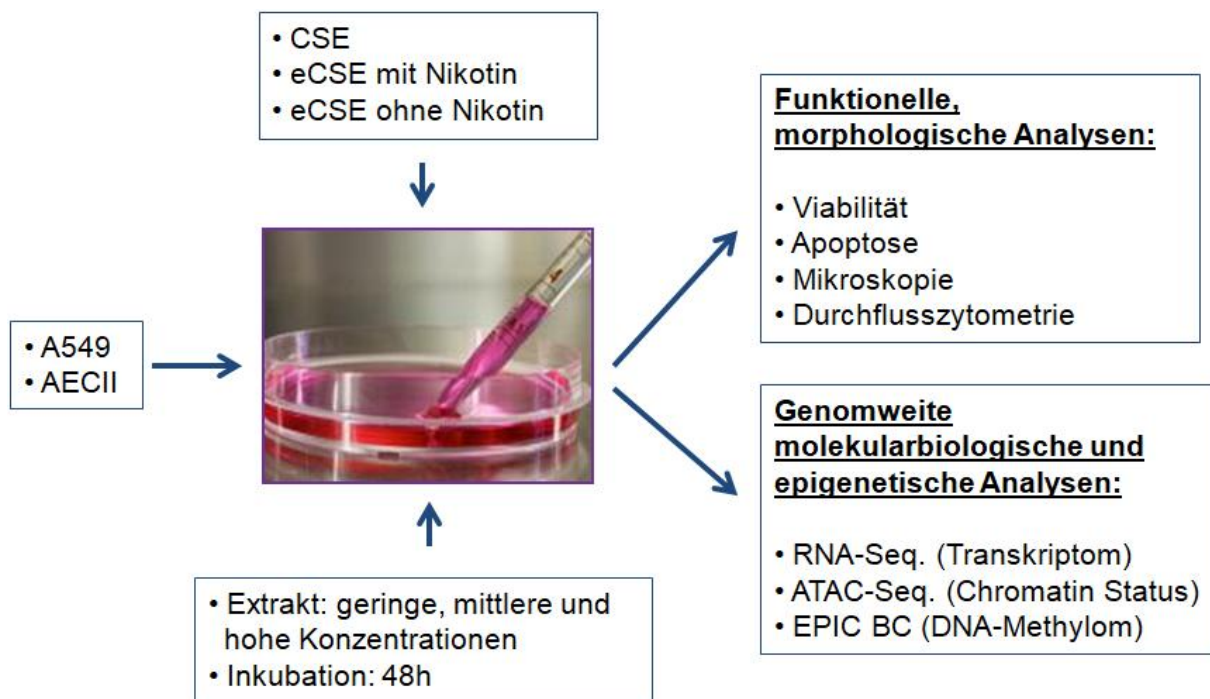 • CSE
• eCSE mit Nikotin
• eCSE ohne Nikotin
• A549
• AECII
• Extrakt: geringe, mittlere und
hohe Konzentrationen
• Inkubation: 48h
Funktionelle,
morphologische Analysen:
• Viabilität
• Apoptose
• Mikroskopie
• Durchflusszytometrie
Genomweite
molekularbiologische und
epigenetische Analysen:
• RNA-Seq. (Transkriptom)
• ATAC-Seq. (Chromatin Status)
• EPIC BC (DNA-Methylom)